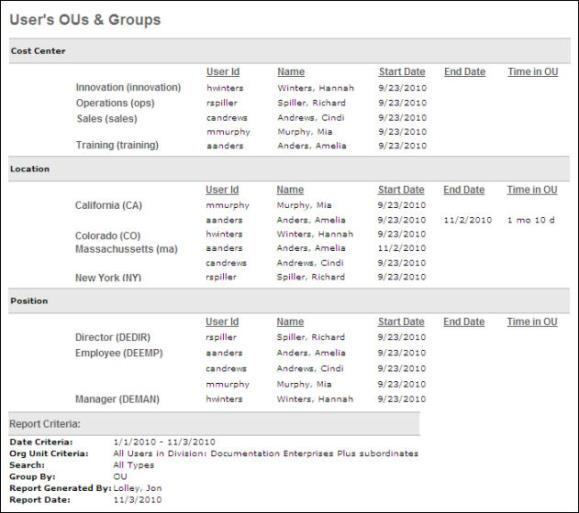 User's OUs & Groups
Cost Center
User Id Name Start Date End Date Time in OU
Innovation (innovation) hwinters Winters, Hannah 9/23/2010
Operations (ops) rspiller Spiller, Richard 9/23/2010
Sales (sales) candrews Andrews, Cindi 9/23/2010
mmurphy Murphy, Mia 9/23/2010
Training (training) aanders Anders, Amelia 9/23/2010
Location
User Id Name Start Date End Date Time in OU
California (CA) mmurphy Murphy, Mia 9/23/2010
aanders Anders, Amelia 9/23/2010 11/2/2010 1 mo 10 d
Colorado (CO) hwinters Winters, Hannah 9/23/2010
Massachussetts (ma) aanders Anders, Amelia 11/2/2010
candrews Andrews, Cindi 9/23/2010
New York (NY) rspiller Spiller, Richard 9/23/2010
Position
User Id Name Start Date End Date Time in OU
Director (DEDIR) rspiller Spiller, Richard 9/23/2010
Employee (DEEMP) aanders Anders, Amelia 9/23/2010
candrews Andrews, Cindi 9/23/2010
mmurphy Murphy, Mia 9/23/2010
Manager (DEMAN) hwinters Winters, Hannah 9/23/2010
Report Criteria:
Date Criteria: 1/1/2010 - 11/3/2010
Org Unit Criteria: All Users in Division: Documentation Enterprises Plus subordinates
Search: All Types
Group By: OU
Report Generated By: Lolley, Jon
Report Date: 11/3/2010